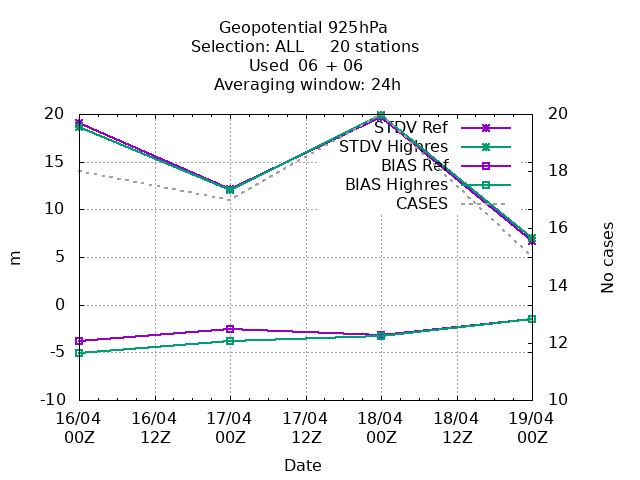 Geopotential 925hPa
Selection: ALL     20 stations
Used  06 + 06
Averaging window: 24h
20
15
10
5
0
-5
-10
m
STDV Ref
STDV Highres
BIAS Ref
BIAS Highres
CASES
20
18
16
14
12
10
No cases
16/04 16/04 17/04 17/04 18/04 18/04 19/04
00Z 12Z 00Z 12Z 00Z 12Z 00Z
Date